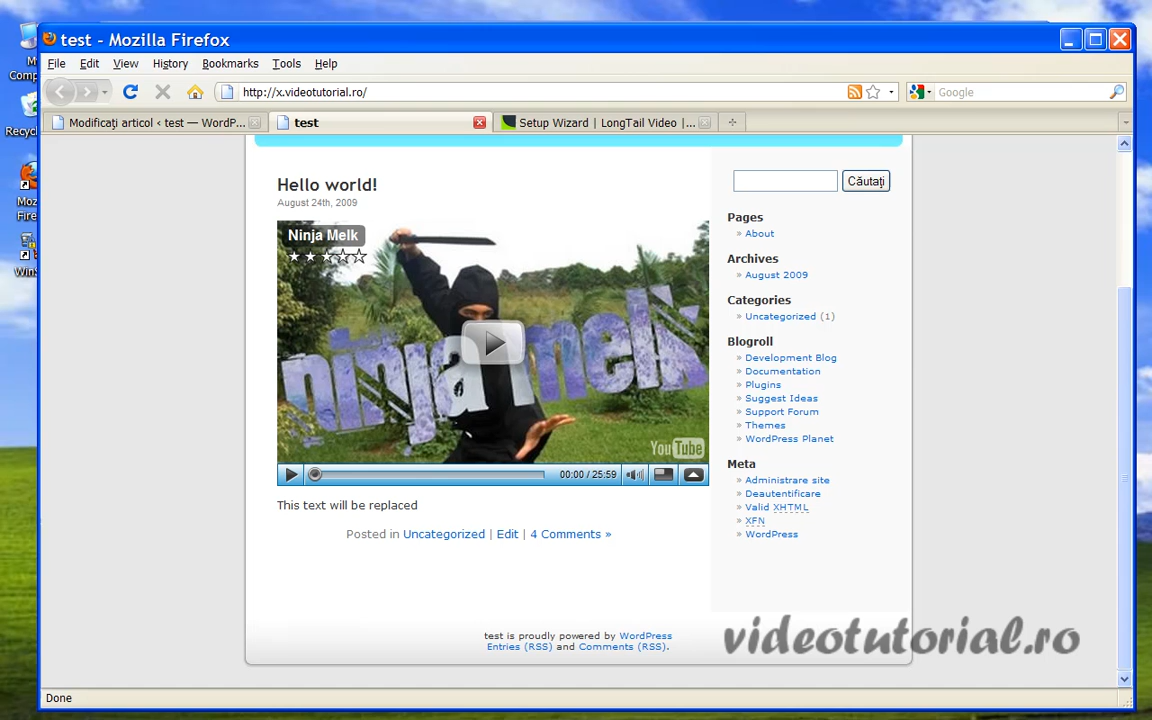 test - Mozilla Firefox
File Edit View History Bookmarks Tools Help
http://x.videotutorial.ro/
Google
Modificaţi articol ‹ test — WordP...
test
Setup Wizard | LongTail Video |...
Hello world!
August 24th, 2009
Ninja Melk
ninja melk
YouTube
00:00 / 25:59
This text will be replaced
Posted in Uncategorized | Edit | 4 Comments »
Căutaţi
Pages
» About
Archives
» August 2009
Categories
» Uncategorized (1)
Blogroll
» Development Blog
» Documentation
» Plugins
» Suggest Ideas
» Support Forum
» Themes
» WordPress Planet
Meta
» Administrare site
» Deautentificare
» Valid XHTML
» XFN
» WordPress
test is proudly powered by WordPress
Entries (RSS) and Comments (RSS).
videotutorial.ro
Done